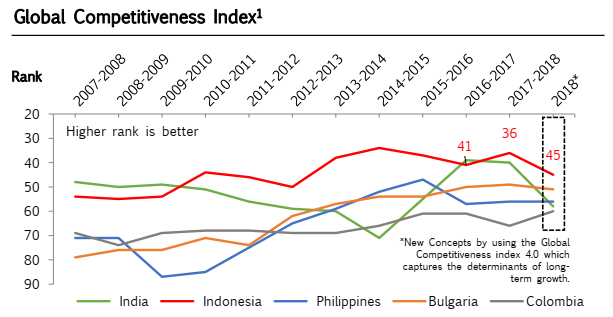 Global Competitiveness Index1
Rank
2007-2008
2008-2009
2009-2010
2010-2011
2011-2012
2012-2013
2013-2014
2014-2015
2015-2016
2016-2017
2017-2018
2018*
20
30
40
50
60
70
80
90
Higher rank is better
41
36
45
*New Concepts by using the Global
Competitiveness index 4.0 which
captures the determinants of long-
term growth.
India Indonesia Philippines Bulgaria Colombia